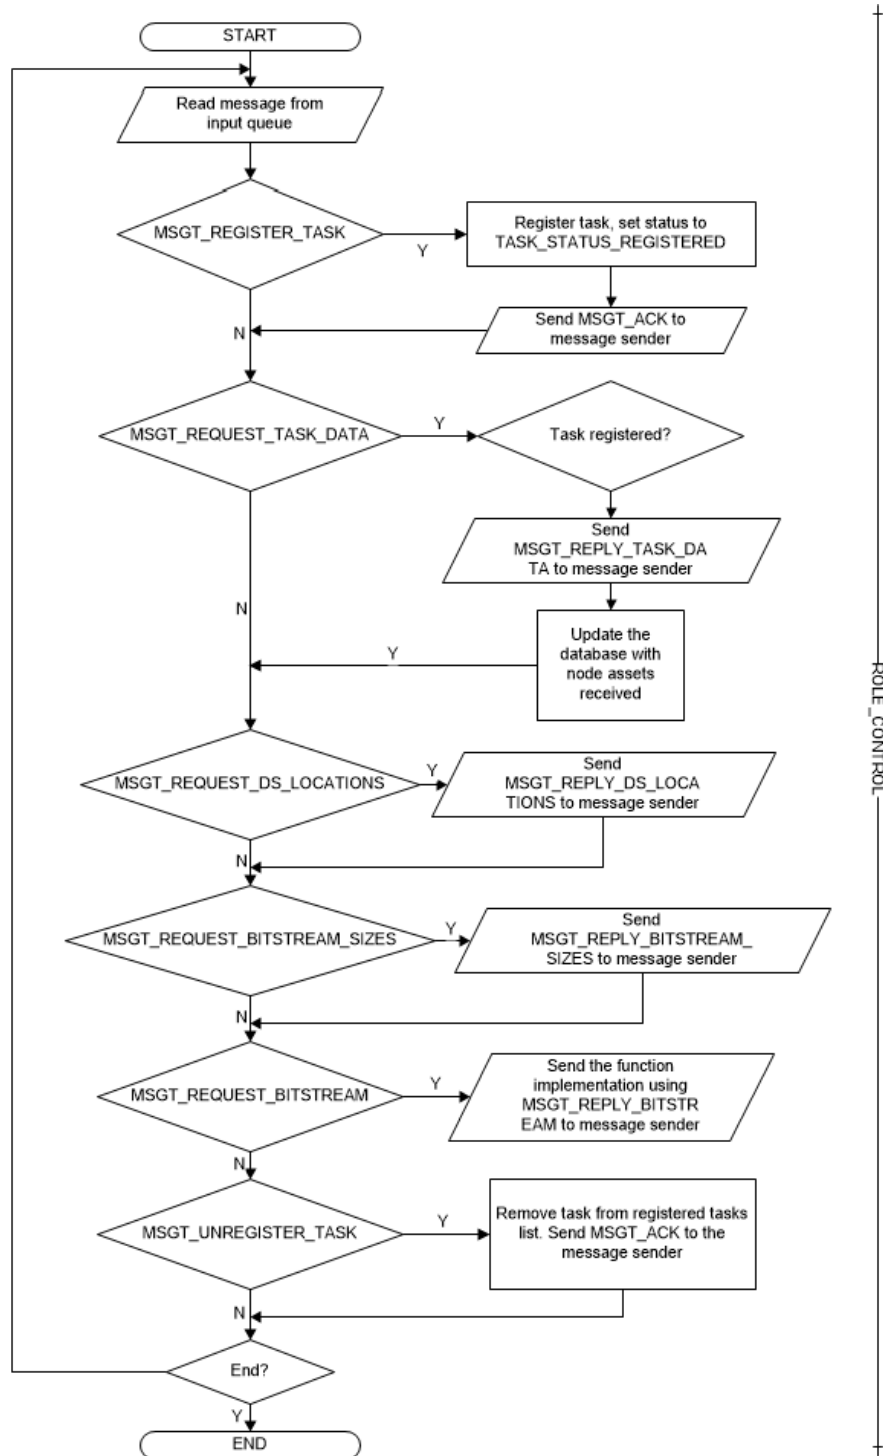 START
Read message from
input queue
MSGT_REGISTER_TASK
Y
Register task, set status to
TASK_STATUS_REGISTERED
N
Send MSGT_ACK to
message sender
MSGT_REQUEST_TASK_DATA
Y
Task registered?
Send
MSGT_REPLY_TASK_DA
TA to message sender
N
Y
Update the
database with
node assets
received
MSGT_REQUEST_DS_LOCATIONS
Y
Send
MSGT_REPLY_DS_LOCA
TIONS to message sender
N
MSGT_REQUEST_BITSTREAM_SIZES
Y
Send
MSGT_REPLY_BITSTREAM_
SIZES to message sender
N
MSGT_REQUEST_BITSTREAM
Y
Send the function
implementation using
MSGT_REPLY_BITSTR
EAM to message sender
N
MSGT_UNREGISTER_TASK
Y
Remove task from registered tasks
list. Send MSGT_ACK to the
message sender
N
End?
Y
END
ROLE_CONTROL